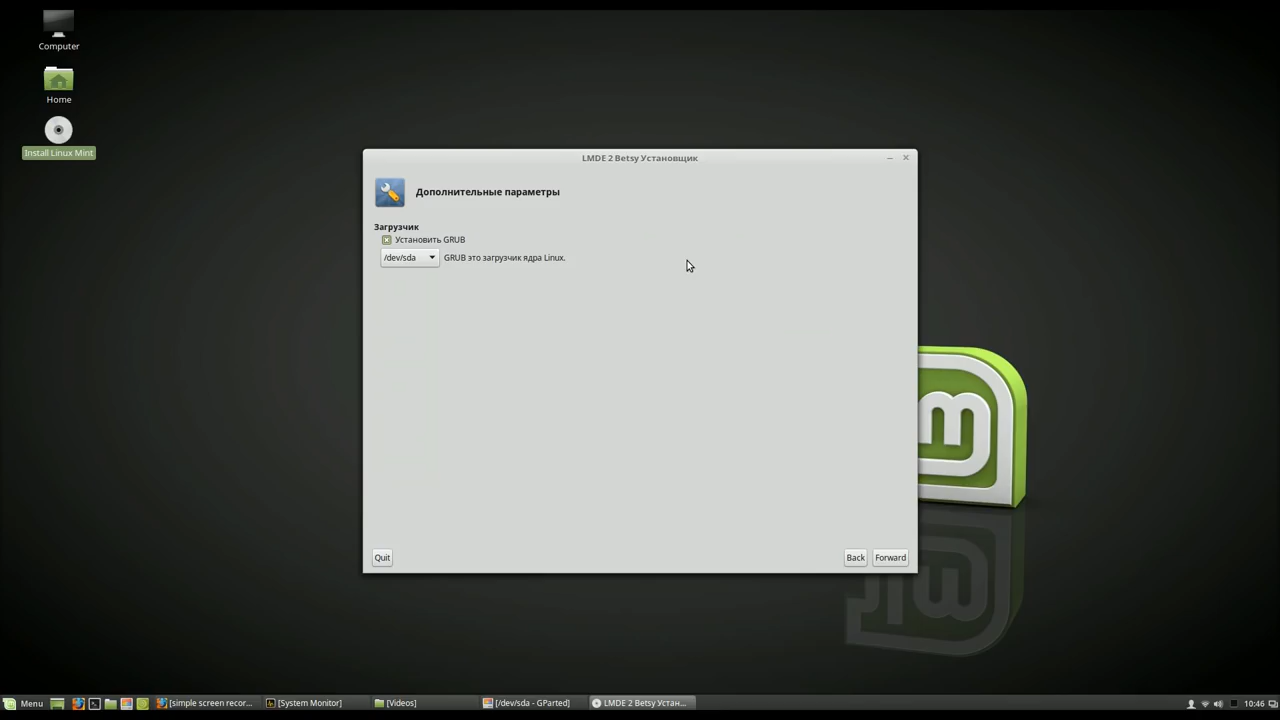 Computer
Home
Install Linux Mint
LMDE 2 Betsy Установщик
Дополнительные параметры
Загрузчик
Установить GRUB
/dev/sda GRUB это загрузчик ядра Linux.
Quit Back Forward
Menu [simple screen recor... [System Monitor] [Videos] [/dev/sda - GParted] LMDE 2 Betsy Устан... 10:46